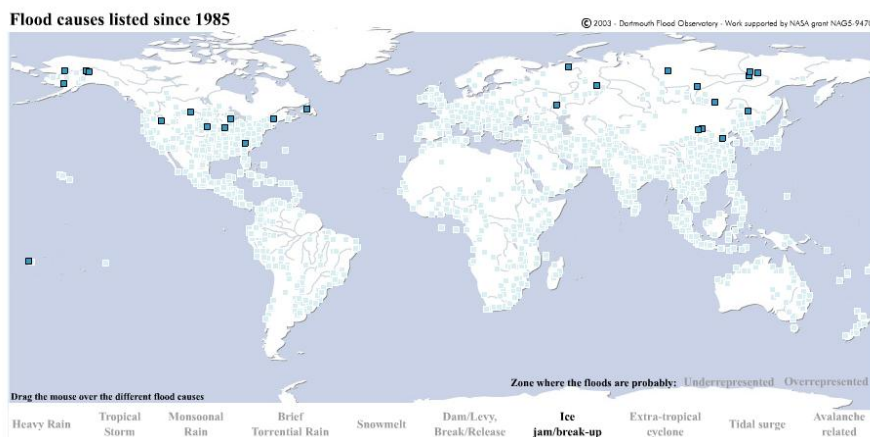 Flood causes listed since 1985
© 2003 - Dartmouth Flood Observatory - Work supported by NASA grant NAG5-9470
Zone where the floods are probably: Underrepresented Overrepresented
Drag the mouse over the different flood causes
Heavy Rain
Tropical
Storm
Monsoonal
Rain
Brief
Torrential Rain
Snowmelt
Dam/Levy,
Break/Release
Ice
jam/break-up
Extra-tropical
cyclone
Tidal surge
Avalanche
related